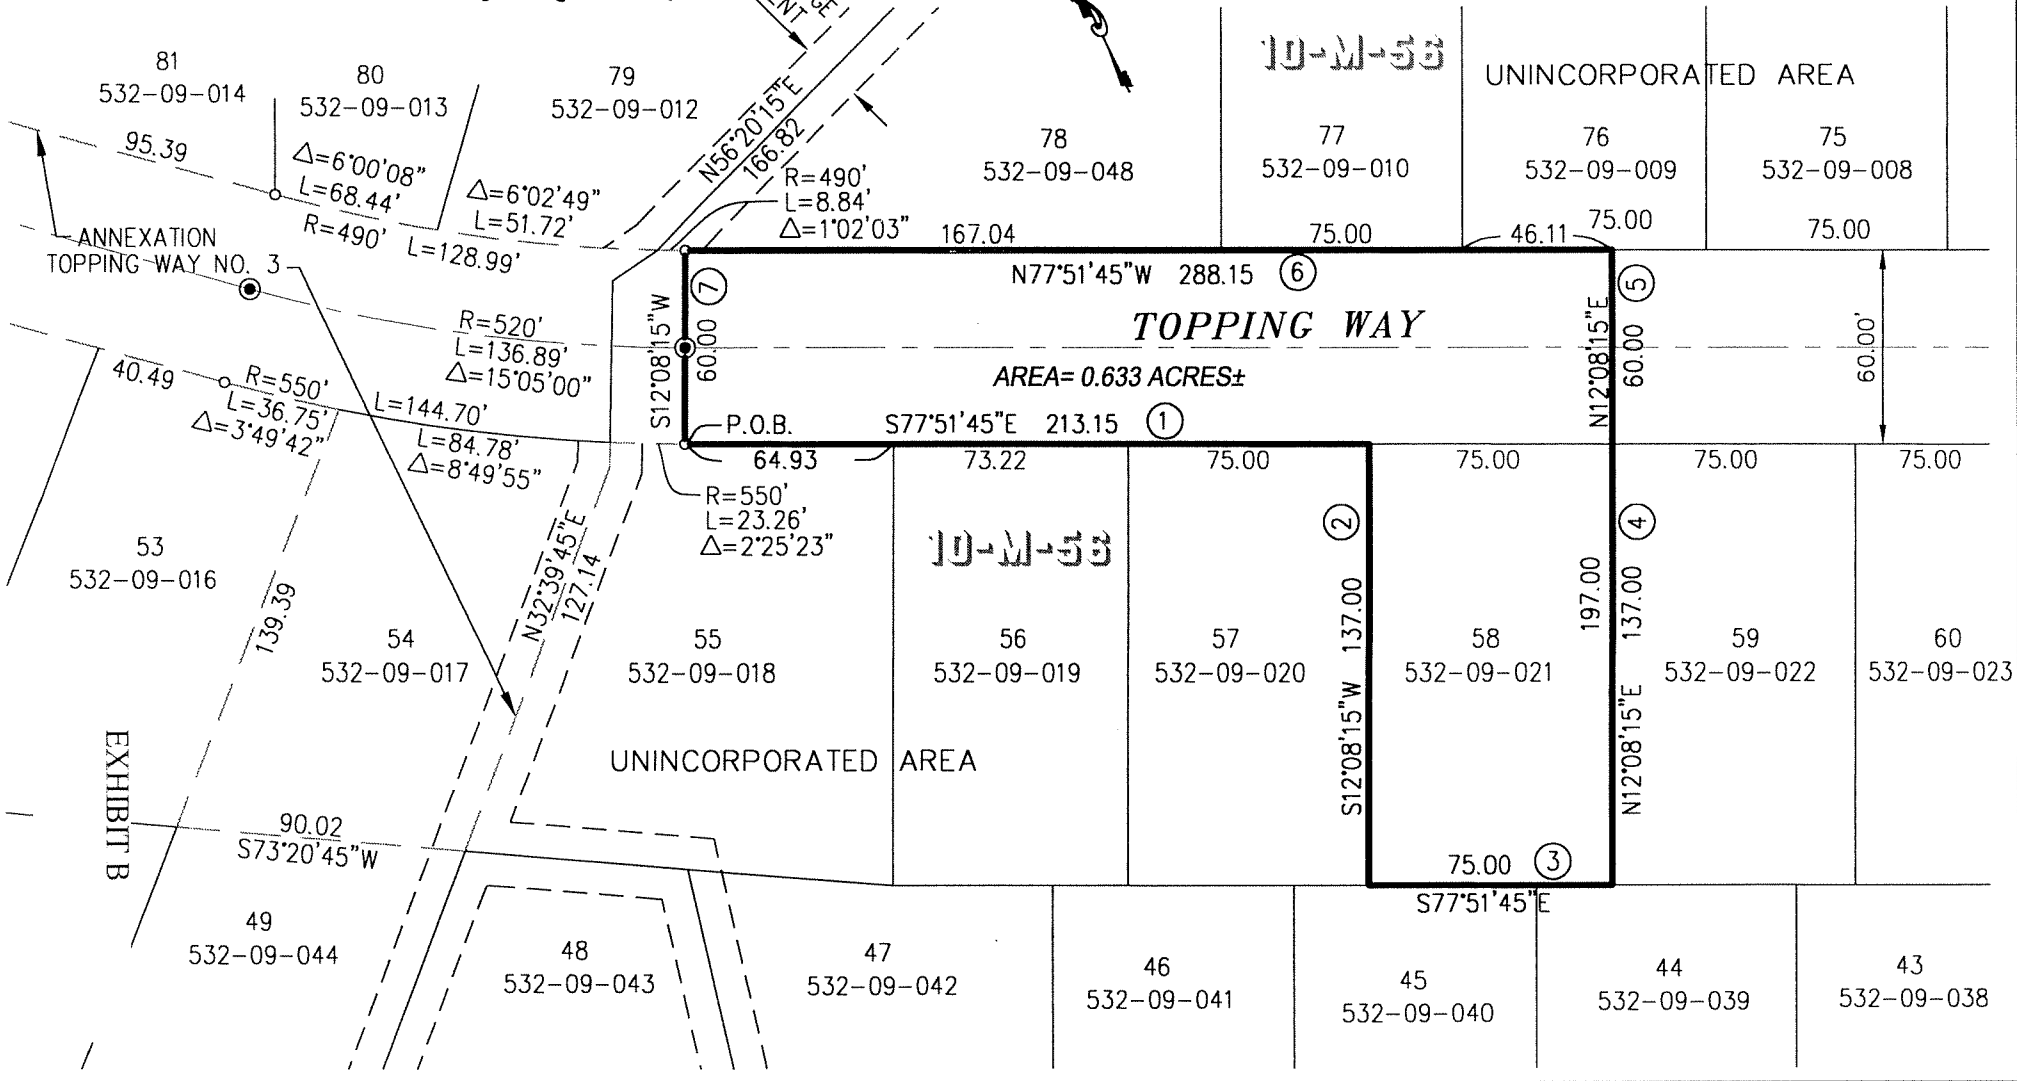 GE
ENT
81
532-09-014
80
532-09-013
79
532-09-012
10-M-56
UNINCORPORATED AREA
78
532-09-048
77
532-09-010
76
532-09-009
75
532-09-008
95.39
△=6°00'08"
L=68.44'
R=490'
△=6°02'49"
L=51.72'
L=128.99'
N56°20'15"E
166.82
R=490'
L=8.84'
△=1°02'03"
167.04
75.00
46.11
75.00
75.00
ANNEXATION
TOPPING WAY NO. 3
N77°51'45"W 288.15 6
7
S12°08'15"W
60.00
5
N12°08'15"E
60.00
60.00'
TOPPING WAY
AREA= 0.633 ACRES±
R=520'
L=136.89'
△=15°05'00"
40.49
R=550'
L=36.75'
△=3°49'42"
L=144.70'
L=84.78'
△=8°49'55"
P.O.B.
S77°51'45"E 213.15 1
64.93
73.22
75.00
75.00
75.00
75.00
R=550'
L=23.26'
△=2°25'23"
10-M-56
N32°39'45"E
127.14
2
S12°08'15"W 137.00
197.00
4
N12°08'15"E 137.00
53
532-09-016
139.39
54
532-09-017
55
532-09-018
56
532-09-019
57
532-09-020
58
532-09-021
59
532-09-022
60
532-09-023
UNINCORPORATED AREA
EXHIBIT B
90.02
S73°20'45"W
75.00 3
S77°51'45"E
49
532-09-044
48
532-09-043
47
532-09-042
46
532-09-041
45
532-09-040
44
532-09-039
43
532-09-038